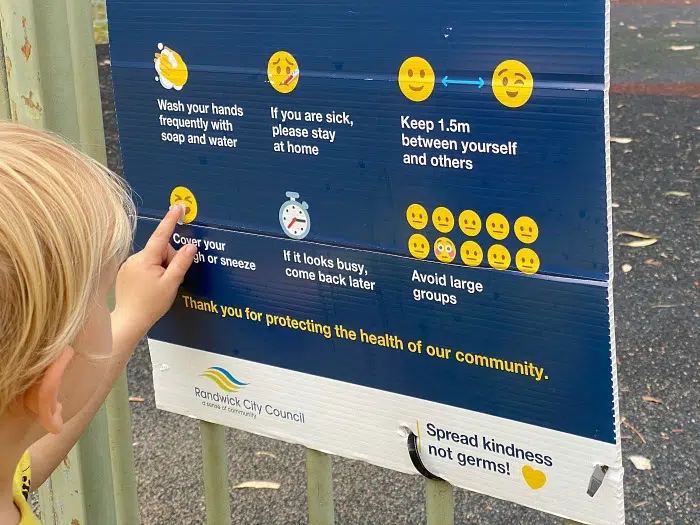 Wash your hands
frequently with
soap and water
If you are sick,
please stay
at home
Keep 1.5m
between yourself
and others
Cover your
gh or sneeze
If it looks busy,
come back later
Avoid large
groups
Thank you for protecting the health of our community.
Randwick City Council
a sense of community
Spread kindness
not germs!